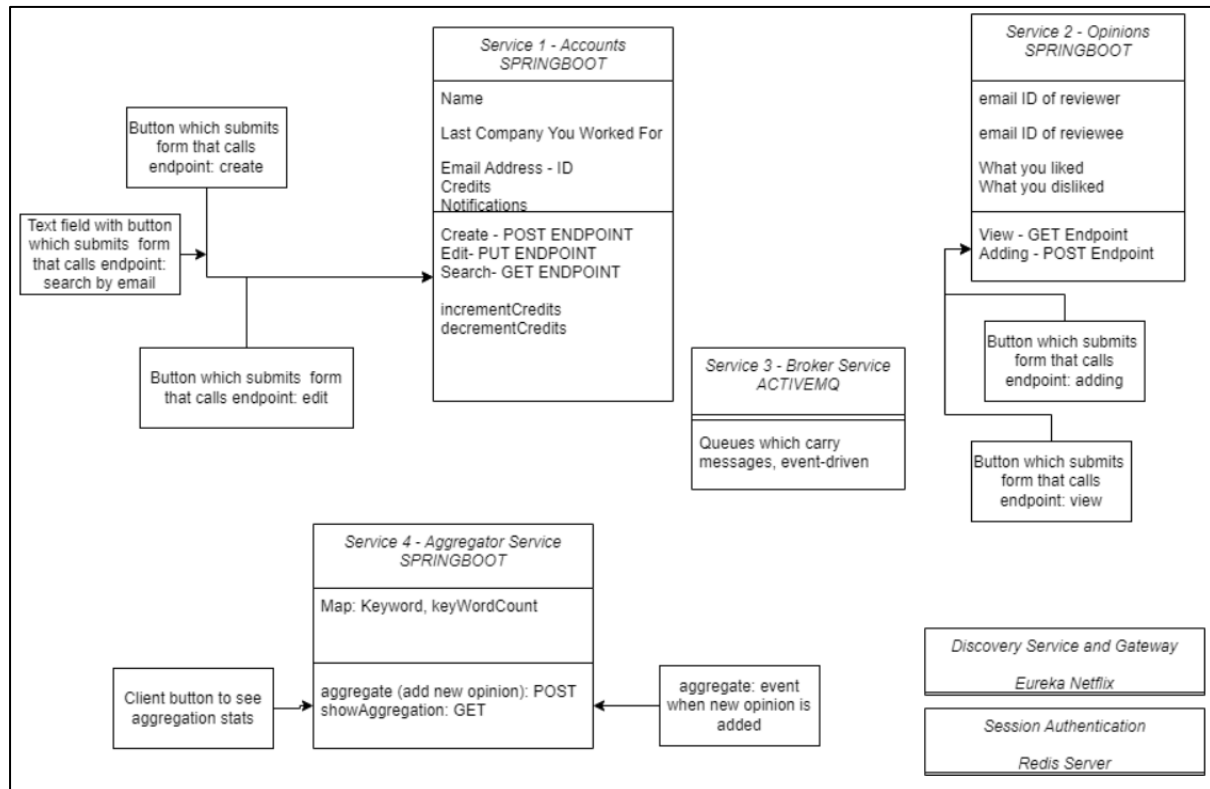 Service 1 - Accounts
SPRINGBOOT
Name
Last Company You Worked For
Email Address - ID
Credits
Notifications
Create - POST ENDPOINT
Edit- PUT ENDPOINT
Search- GET ENDPOINT
incrementCredits
decrementCredits
Button which submits
form that calls
endpoint: create
Text field with button
which submits form
that calls endpoint:
search by email
Button which submits form
that calls endpoint: edit
Service 2 - Opinions
SPRINGBOOT
email ID of reviewer
email ID of reviewee
What you liked
What you disliked
View - GET Endpoint
Adding - POST Endpoint
Button which submits
form that calls
endpoint: adding
Button which submits
form that calls
endpoint: view
Service 3 - Broker Service
ACTIVEMQ
Queues which carry
messages, event-driven
Service 4 - Aggregator Service
SPRINGBOOT
Map: Keyword, keyWordCount
aggregate (add new opinion): POST
showAggregation: GET
Client button to see
aggregation stats
aggregate: event
when new opinion is
added
Discovery Service and Gateway
Eureka Netflix
Session Authentication
Redis Server